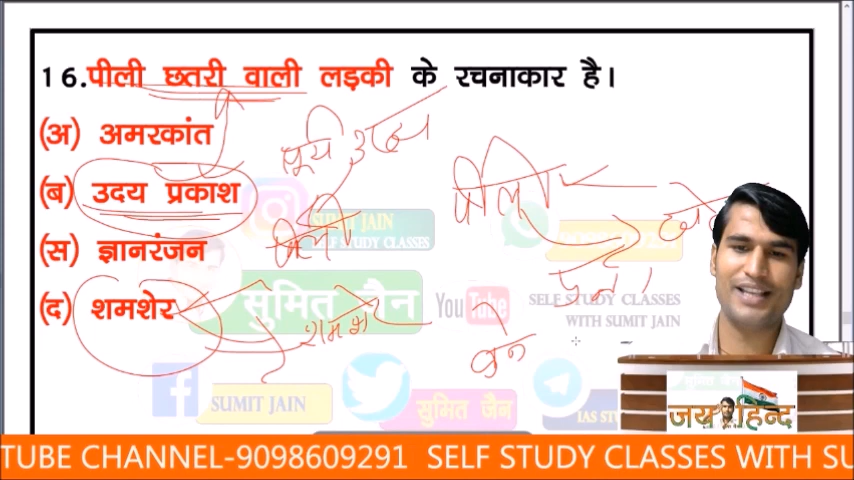 16.पीली छतरी वाली लड़की के रचनाकार है।
(अ) अमरकांत
(ब) उदय प्रकाश
(स) ज्ञानरंजन
(द) शमशेर
सूर्य उदय
पीली
पीली
SUMIT JAIN
SELF STUDY CLASSES
सुमित जैन
YouTube
SELF STUDY CLASSES
WITH SUMIT JAIN
SUMIT JAIN
सुमित जैन
IAS
जय हिन्द
TUBE CHANNEL-9098609291 SELF STUDY CLASSES WITH SU